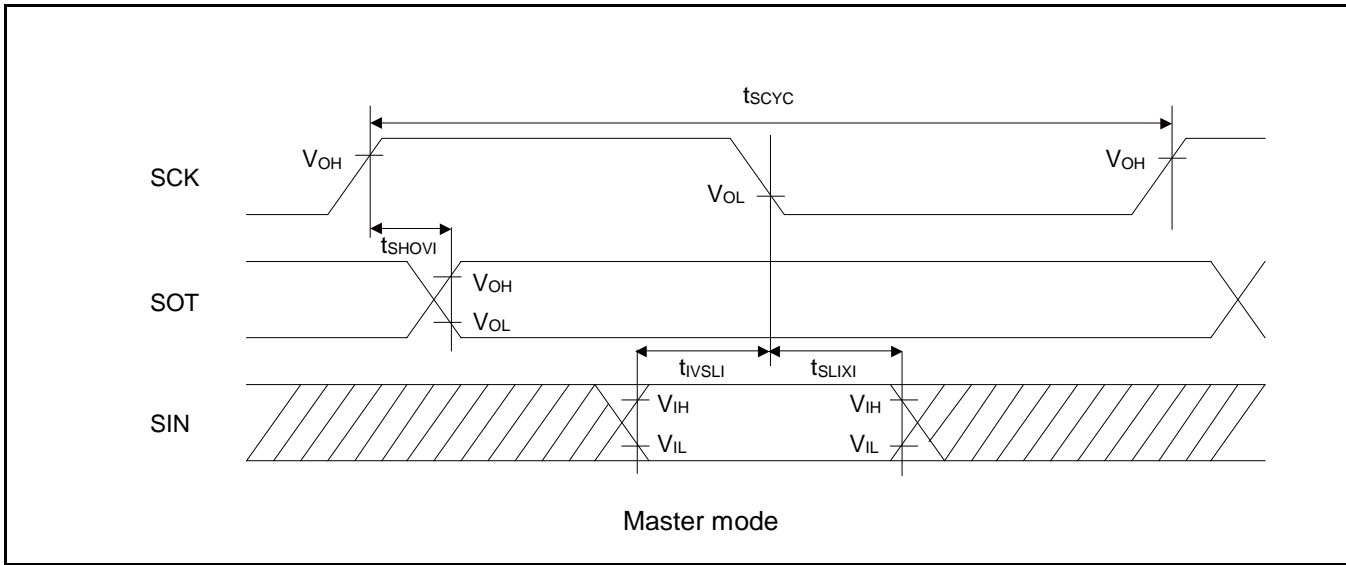 tSCYC
SCK
VOH
VOL
VOH
tSHOVI
SOT
VOH
VOL
tIVSLI
tSLIXI
SIN
VIH
VIL
VIH
VIL
Master mode